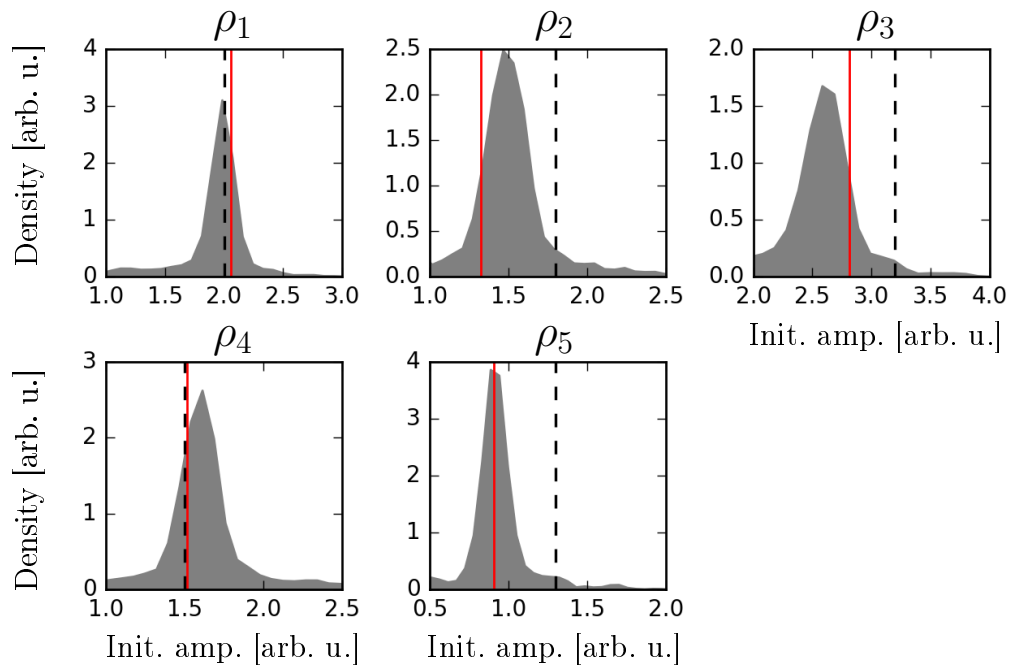 ρ1 ρ2 ρ3
Density [arb. u.]
4 3 2 1 0
2.5 2.0 1.5 1.0 0.5 0.0
2.0 1.5 1.0 0.5 0.0
1.0 1.5 2.0 2.5 3.0
1.0 1.5 2.0 2.5
2.0 2.5 3.0 3.5 4.0
Init. amp. [arb. u.]
ρ4 ρ5
Density [arb. u.]
3 2 1 0
4 3 2 1 0
1.0 1.5 2.0 2.5
0.5 1.0 1.5 2.0
Init. amp. [arb. u.] Init. amp. [arb. u.]